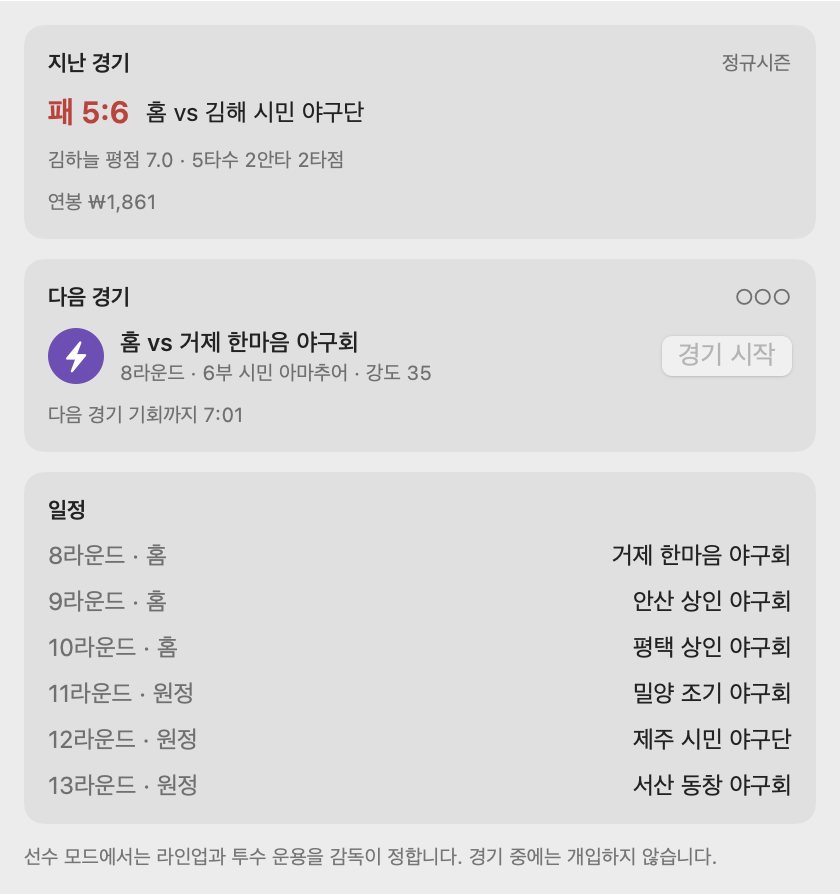 지난 경기
정규시즌
패 5:6 홈 vs 김해 시민 야구단
김하늘 평점 7.0 · 5타수 2안타 2타점
연봉 ₩1,861
다음 경기
홈 vs 거제 한마음 야구회
8라운드 · 6부 시민 아마추어 · 강도 35
경기 시작
다음 경기 기회까지 7:01
일정
8라운드 · 홈 거제 한마음 야구회
9라운드 · 홈 안산 상인 야구회
10라운드 · 홈 평택 상인 야구회
11라운드 · 원정 밀양 조기 야구회
12라운드 · 원정 제주 시민 야구단
13라운드 · 원정 서산 동창 야구회
선수 모드에서는 라인업과 투수 운용을 감독이 정합니다. 경기 중에는 개입하지 않습니다.